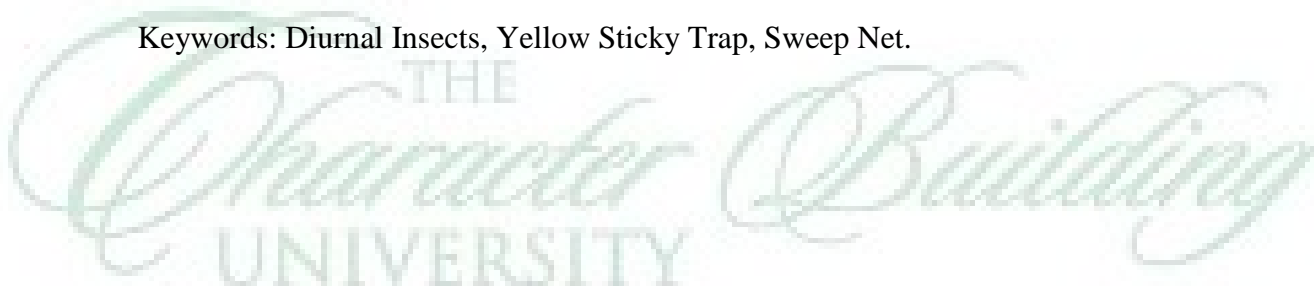 Keywords: Diurnal Insects, Yellow Sticky Trap, Sweep Net.
THE
Character Building
UNIVERSITY